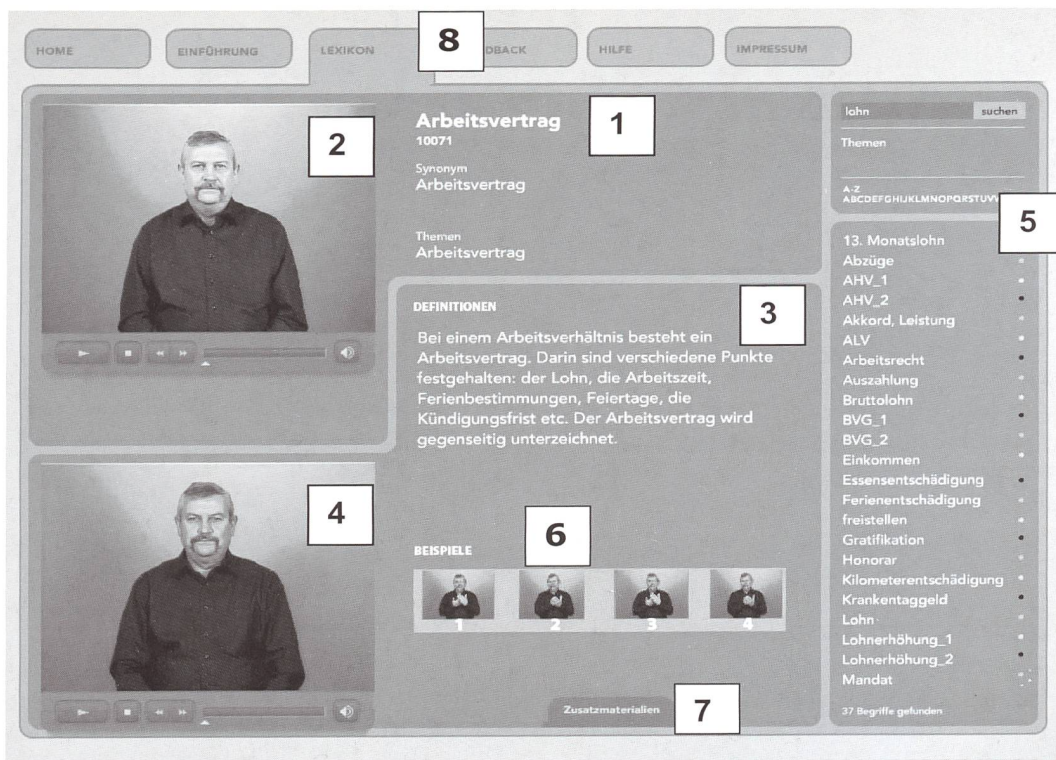 HOME
EINFÜHRUNG
LEXIKON
8
DBACK
HILFE
IMPRESSUM
2
Arbeitsvertrag
10071
1
Synonym
Arbeitsvertrag
Themen
Arbeitsvertrag
DEFINITIONEN
3
Bei einem Arbeitsverhältnis besteht ein
Arbeitsvertrag. Darin sind verschiedene Punkte
festgehalten: der Lohn, die Arbeitszeit,
Ferienbestimmungen, Feiertage, die
Kündigungsfrist etc. Der Arbeitsvertrag wird
gegenseitig unterzeichnet.
4
BEISPIELE
6
1 2 3 4
Zusatzmaterialien
7
lohn suchen
Themen
A-Z
ABCDEFGHIJKLMNOPQRSTUV
5
13. Monatslohn
Abzüge
AHV_1
AHV_2
Akkord, Leistung
ALV
Arbeitsrecht
Auszahlung
Bruttolohn
BVG_1
BVG_2
Einkommen
Essensentschädigung
Ferienentschädigung
freistellen
Gratifikation
Honorar
Kilometerentschädigung
Krankentaggeld
Lohn
Lohnerhöhung_1
Lohnerhöhung_2
Mandat
37 Begriffe gefunden